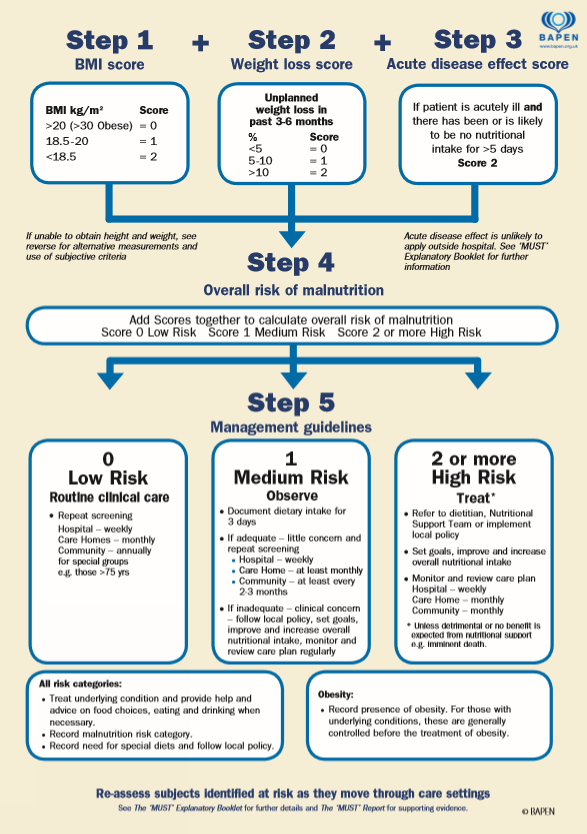 BAPEN
www.bapen.org.uk
Step 1 + Step 2 + Step 3
BMI score
Weight loss score
Acute disease effect score
BMI kg/m² Score
>20 (>30 Obese) = 0
18.5-20 = 1
<18.5 = 2
Unplanned
weight loss in
past 3-6 months
% Score
<5 = 0
5-10 = 1
>10 = 2
If patient is acutely ill and
there has been or is likely
to be no nutritional
intake for >5 days
Score 2
If unable to obtain height and weight, see
reverse for alternative measurements and
use of subjective criteria
Acute disease effect is unlikely to
apply outside hospital. See 'MUST'
Explanatory Booklet for further
information
Step 4
Overall risk of malnutrition
Add Scores together to calculate overall risk of malnutrition
Score 0 Low Risk Score 1 Medium Risk Score 2 or more High Risk
Step 5
Management guidelines
0
Low Risk
Routine clinical care
• Repeat screening
Hospital – weekly
Care Homes – monthly
Community – annually
for special groups
e.g. those >75 yrs
1
Medium Risk
Observe
• Document dietary intake for
3 days
• If adequate – little concern and
repeat screening
• Hospital – weekly
• Care Home – at least monthly
• Community – at least every
2-3 months
• If inadequate – clinical concern
– follow local policy, set goals,
improve and increase overall
nutritional intake, monitor and
review care plan regularly
2 or more
High Risk
Treat*
• Refer to dietitian, Nutritional
Support Team or implement
local policy
• Set goals, improve and increase
overall nutritional intake
• Monitor and review care plan
Hospital – weekly
Care Home – monthly
Community – monthly
* Unless detrimental or no benefit is
expected from nutritional support
e.g. imminent death.
All risk categories:
• Treat underlying condition and provide help and
advice on food choices, eating and drinking when
necessary.
• Record malnutrition risk category.
• Record need for special diets and follow local policy.
Obesity:
• Record presence of obesity. For those with
underlying conditions, these are generally
controlled before the treatment of obesity.
Re-assess subjects identified at risk as they move through care settings
See The 'MUST' Explanatory Booklet for further details and The 'MUST' Report for supporting evidence.
© BAPEN